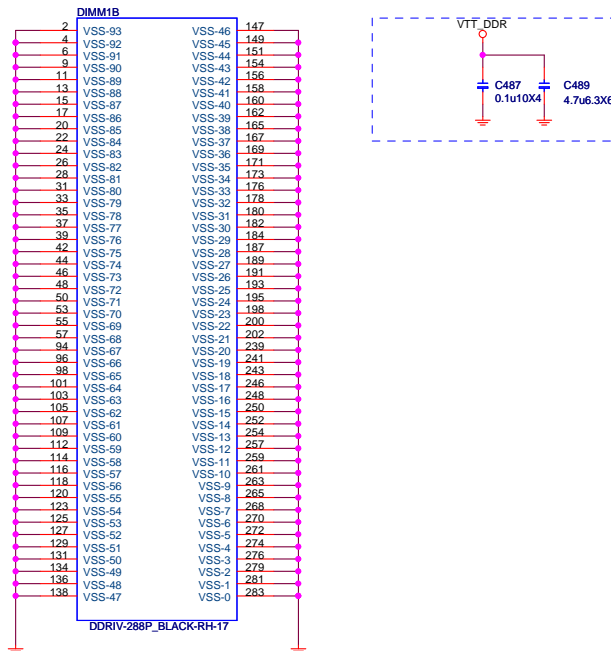 DIMM1B
2 VSS-93 VSS-46 147
4 VSS-92 VSS-45 149
6 VSS-91 VSS-44 151
9 VSS-90 VSS-43 154
11 VSS-89 VSS-42 156
13 VSS-88 VSS-41 158
15 VSS-87 VSS-40 160
17 VSS-86 VSS-39 162
20 VSS-85 VSS-38 165
22 VSS-84 VSS-37 167
24 VSS-83 VSS-36 169
26 VSS-82 VSS-35 171
28 VSS-81 VSS-34 173
31 VSS-80 VSS-33 176
33 VSS-79 VSS-32 178
35 VSS-78 VSS-31 180
37 VSS-77 VSS-30 182
39 VSS-76 VSS-29 184
42 VSS-75 VSS-28 187
44 VSS-74 VSS-27 189
46 VSS-73 VSS-26 191
48 VSS-72 VSS-25 193
50 VSS-71 VSS-24 195
53 VSS-70 VSS-23 198
55 VSS-69 VSS-22 200
57 VSS-68 VSS-21 202
94 VSS-67 VSS-20 239
96 VSS-66 VSS-19 241
98 VSS-65 VSS-18 243
101 VSS-64 VSS-17 246
103 VSS-63 VSS-16 248
105 VSS-62 VSS-15 250
107 VSS-61 VSS-14 252
109 VSS-60 VSS-13 254
112 VSS-59 VSS-12 257
114 VSS-58 VSS-11 259
116 VSS-57 VSS-10 261
118 VSS-56 VSS-9 263
120 VSS-55 VSS-8 265
123 VSS-54 VSS-7 268
125 VSS-53 VSS-6 270
127 VSS-52 VSS-5 272
129 VSS-51 VSS-4 274
131 VSS-50 VSS-3 276
134 VSS-49 VSS-2 279
136 VSS-48 VSS-1 281
138 VSS-47 VSS-0 283
DDRIV-288P_BLACK-RH-17
VTT_DDR
C487
0.1u10X4
C489
4.7u6.3X6